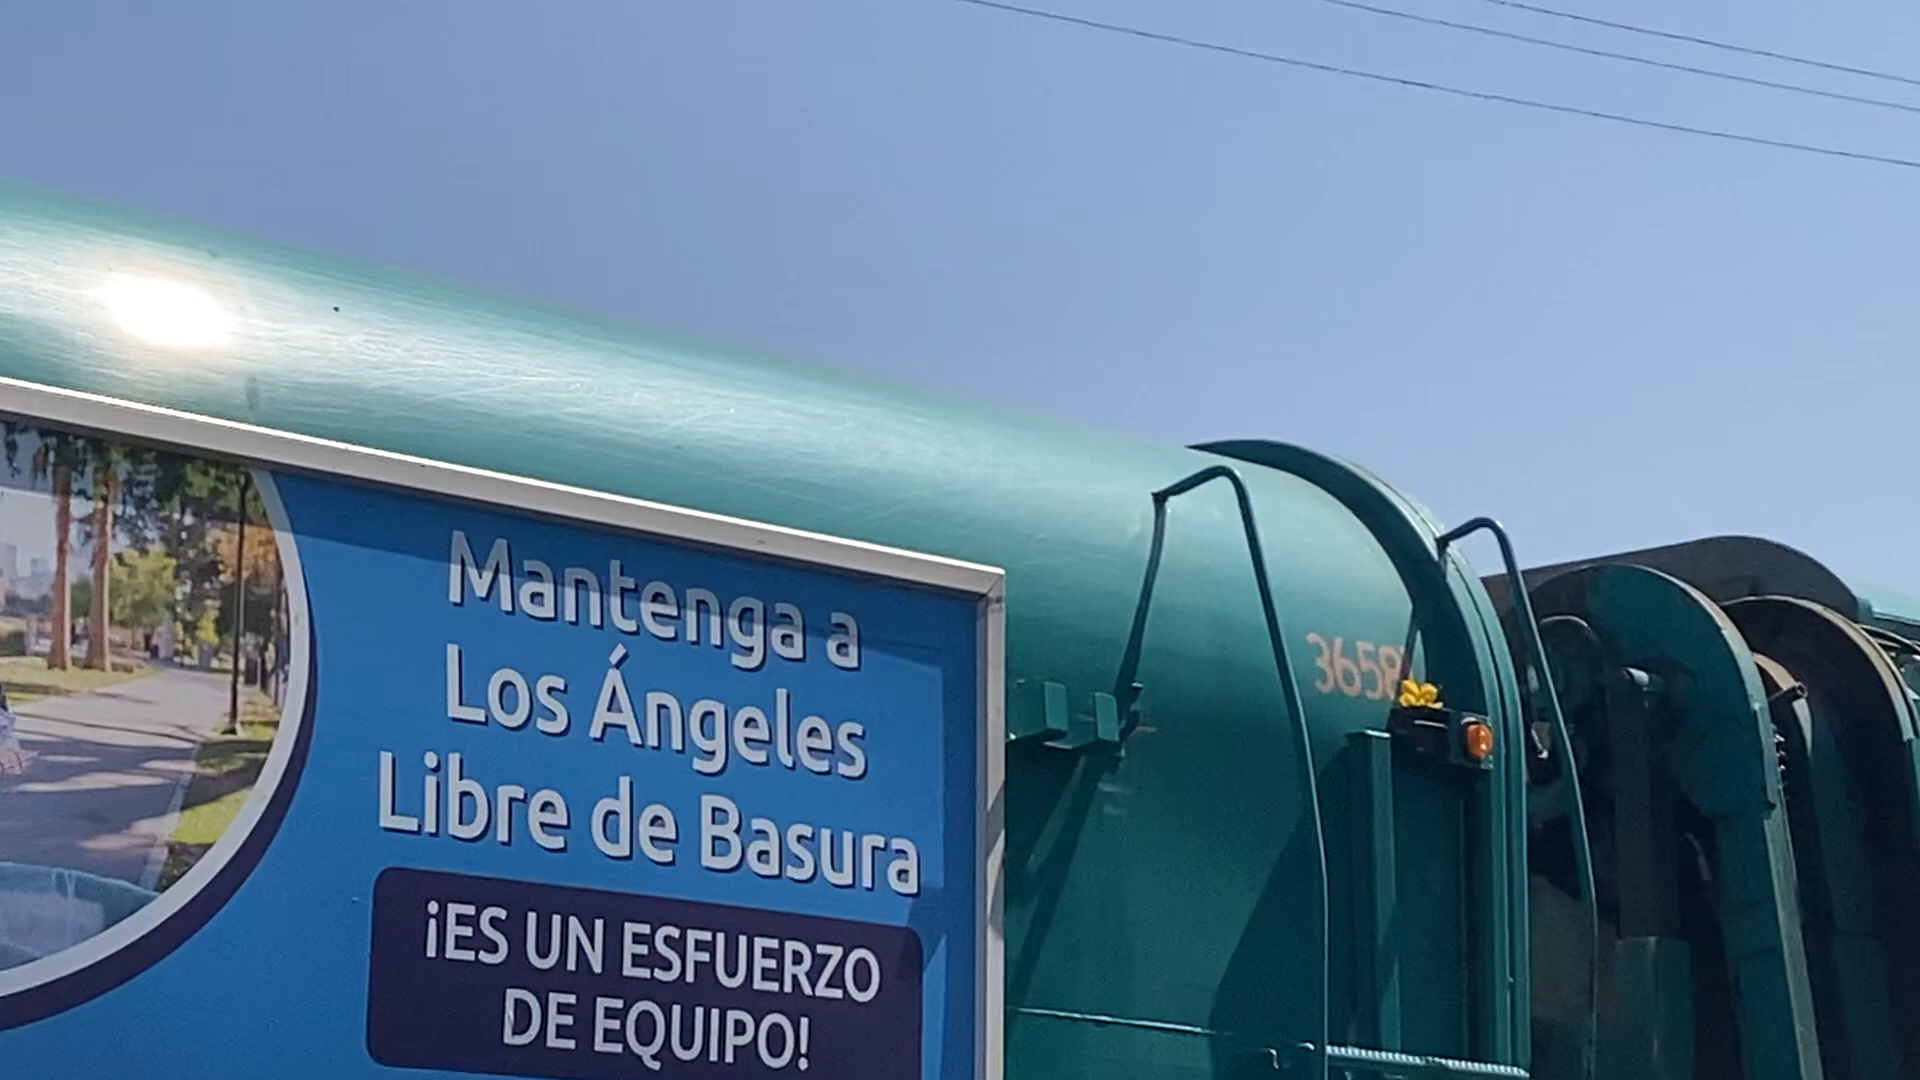 Mantenga a
Los Ángeles
Libre de Basura
¡ES UN ESFUERZO
DE EQUIPO!